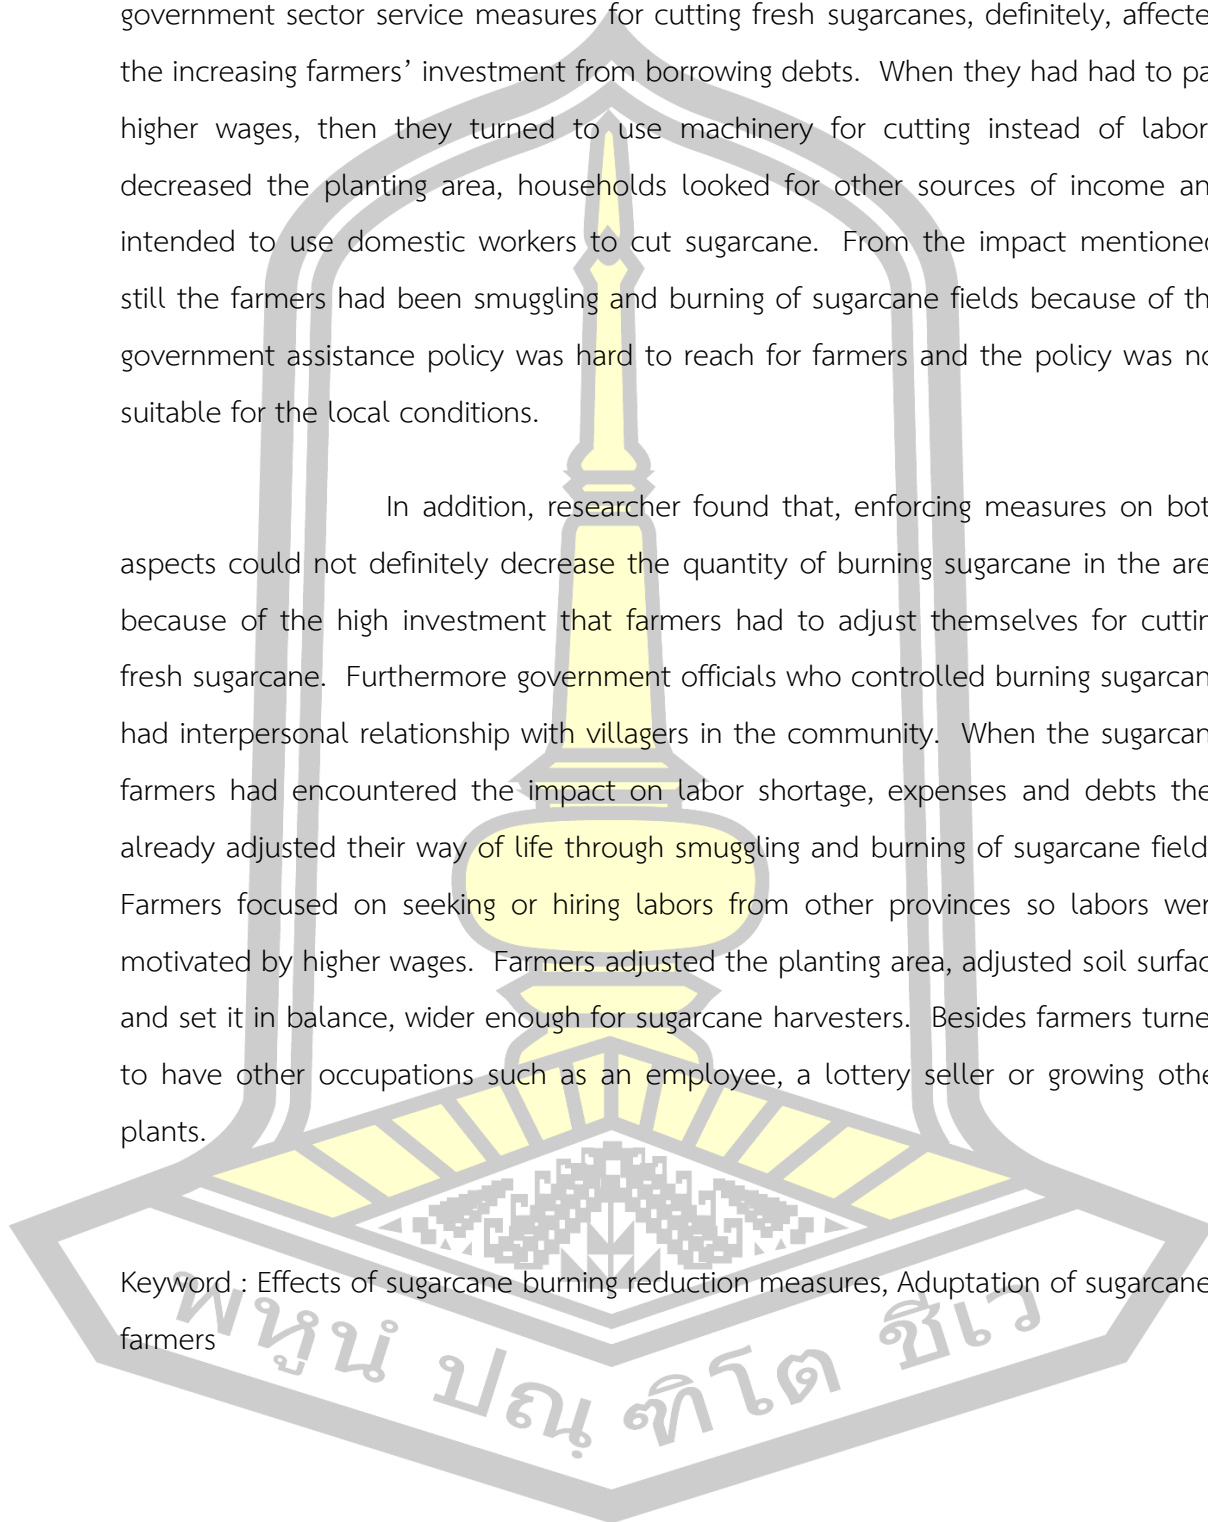 government sector service measures for cutting fresh sugarcanes, definitely, affecte
the increasing farmers’ investment from borrowing debts. When they had had to pa
higher wages, then they turned to use machinery for cutting instead of labor
decreased the planting area, households looked for other sources of income an
intended to use domestic workers to cut sugarcane. From the impact mentioned
still the farmers had been smuggling and burning of sugarcane fields because of th
government assistance policy was hard to reach for farmers and the policy was no
suitable for the local conditions.
In addition, researcher found that, enforcing measures on bot
aspects could not definitely decrease the quantity of burning sugarcane in the are
because of the high investment that farmers had to adjust themselves for cuttin
fresh sugarcane. Furthermore government officials who controlled burning sugarcan
had interpersonal relationship with villagers in the community. When the sugarcan
farmers had encountered the impact on labor shortage, expenses and debts the
already adjusted their way of life through smuggling and burning of sugarcane field
Farmers focused on seeking or hiring labors from other provinces so labors wer
motivated by higher wages. Farmers adjusted the planting area, adjusted soil surfac
and set it in balance, wider enough for sugarcane harvesters. Besides farmers turne
to have other occupations such as an employee, a lottery seller or growing othe
plants.
Keyword : Effects of sugarcane burning reduction measures, Aduptation of sugarcane
farmers
พหูนํ ปณฺฑิโต ชีเว